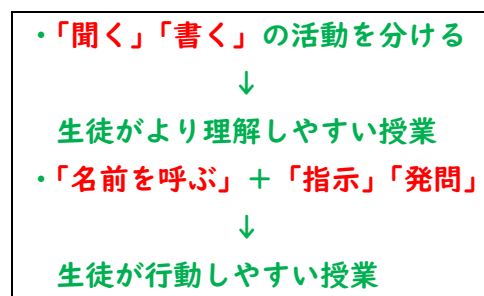 ・「聞く」「書く」の活動を分ける
↓
生徒がより理解しやすい授業
・「名前を呼ぶ」＋「指示」「発問」
↓
生徒が行動しやすい授業